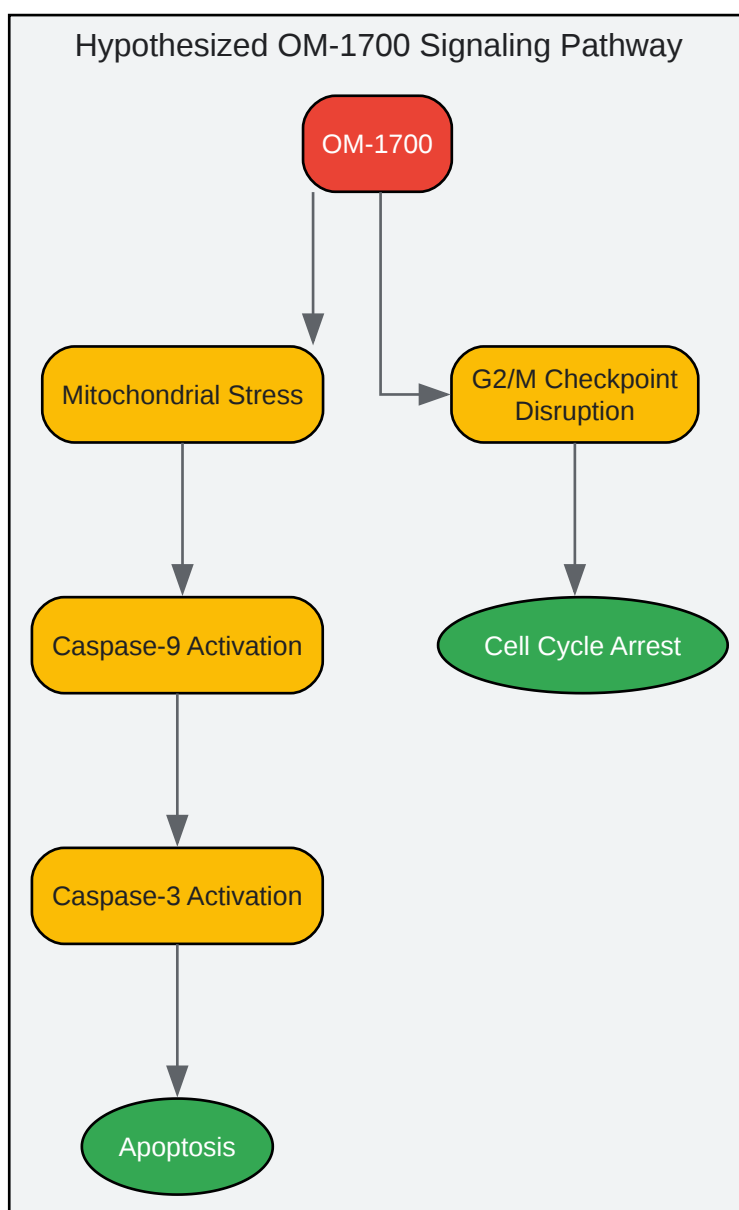 Hypothesized OM-1700 Signaling Pathway
OM-1700
Mitochondrial Stress
G2/M Checkpoint
Disruption
Caspase-9 Activation
Cell Cycle Arrest
Caspase-3 Activation
Apoptosis